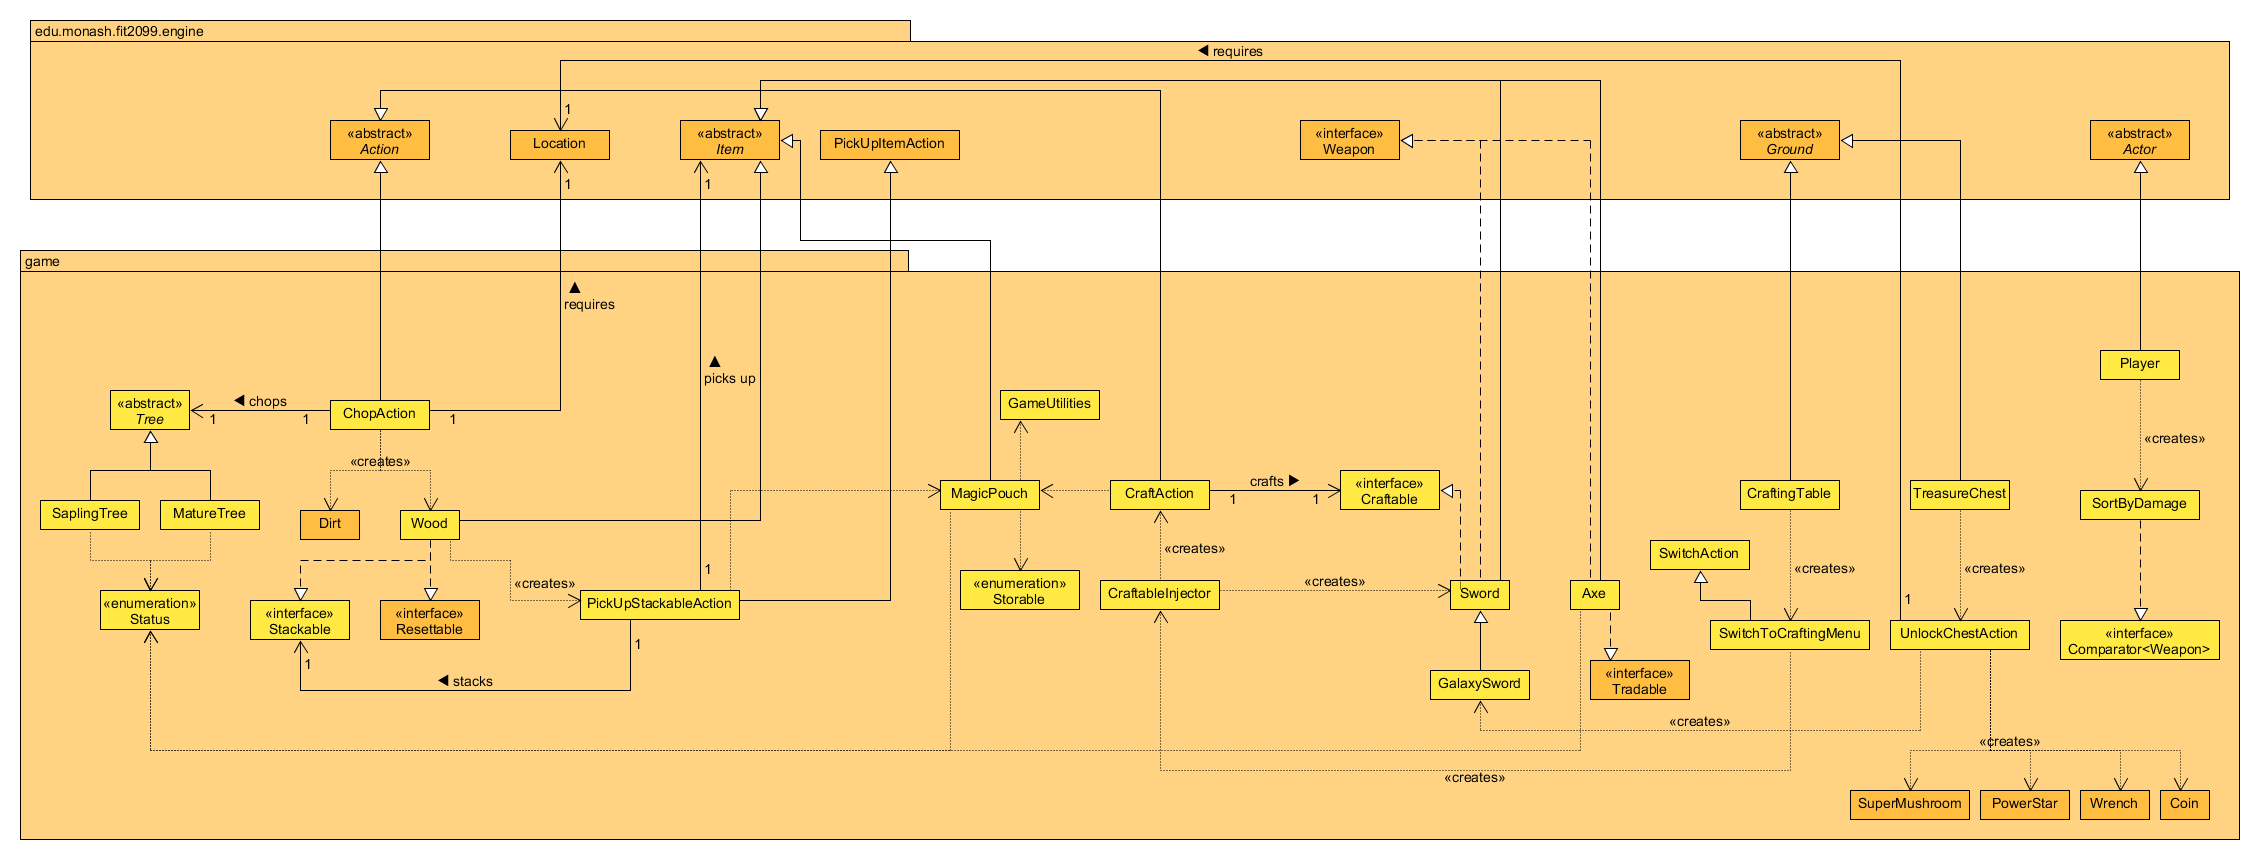 edu.monash.fit2099.engine
◀ requires
1
«abstract»
Action
Location
«abstract»
Item
PickUpItemAction
«interface»
Weapon
«abstract»
Ground
«abstract»
Actor
1
1
game
▲
requires
▲
picks up
Player
«abstract»
Tree
◀ chops
1
1
ChopAction
1
GameUtilities
«creates»
«creates»
SaplingTree
MatureTree
Dirt
Wood
MagicPouch
CraftAction
crafts ▶
1
1
«interface»
Craftable
CraftingTable
TreasureChest
SortByDamage
«creates»
SwitchAction
«creates»
«creates»
1
«creates»
«enumeration»
Storable
CraftableInjector
«creates»
Sword
Axe
1
«enumeration»
Status
«interface»
Stackable
«interface»
Resettable
PickUpStackableAction
SwitchToCraftingMenu
UnlockChestAction
«interface»
Comparator<Weapon>
1
1
◀ stacks
GalaxySword
«interface»
Tradable
«creates»
«creates»
«creates»
SuperMushroom
PowerStar
Wrench
Coin